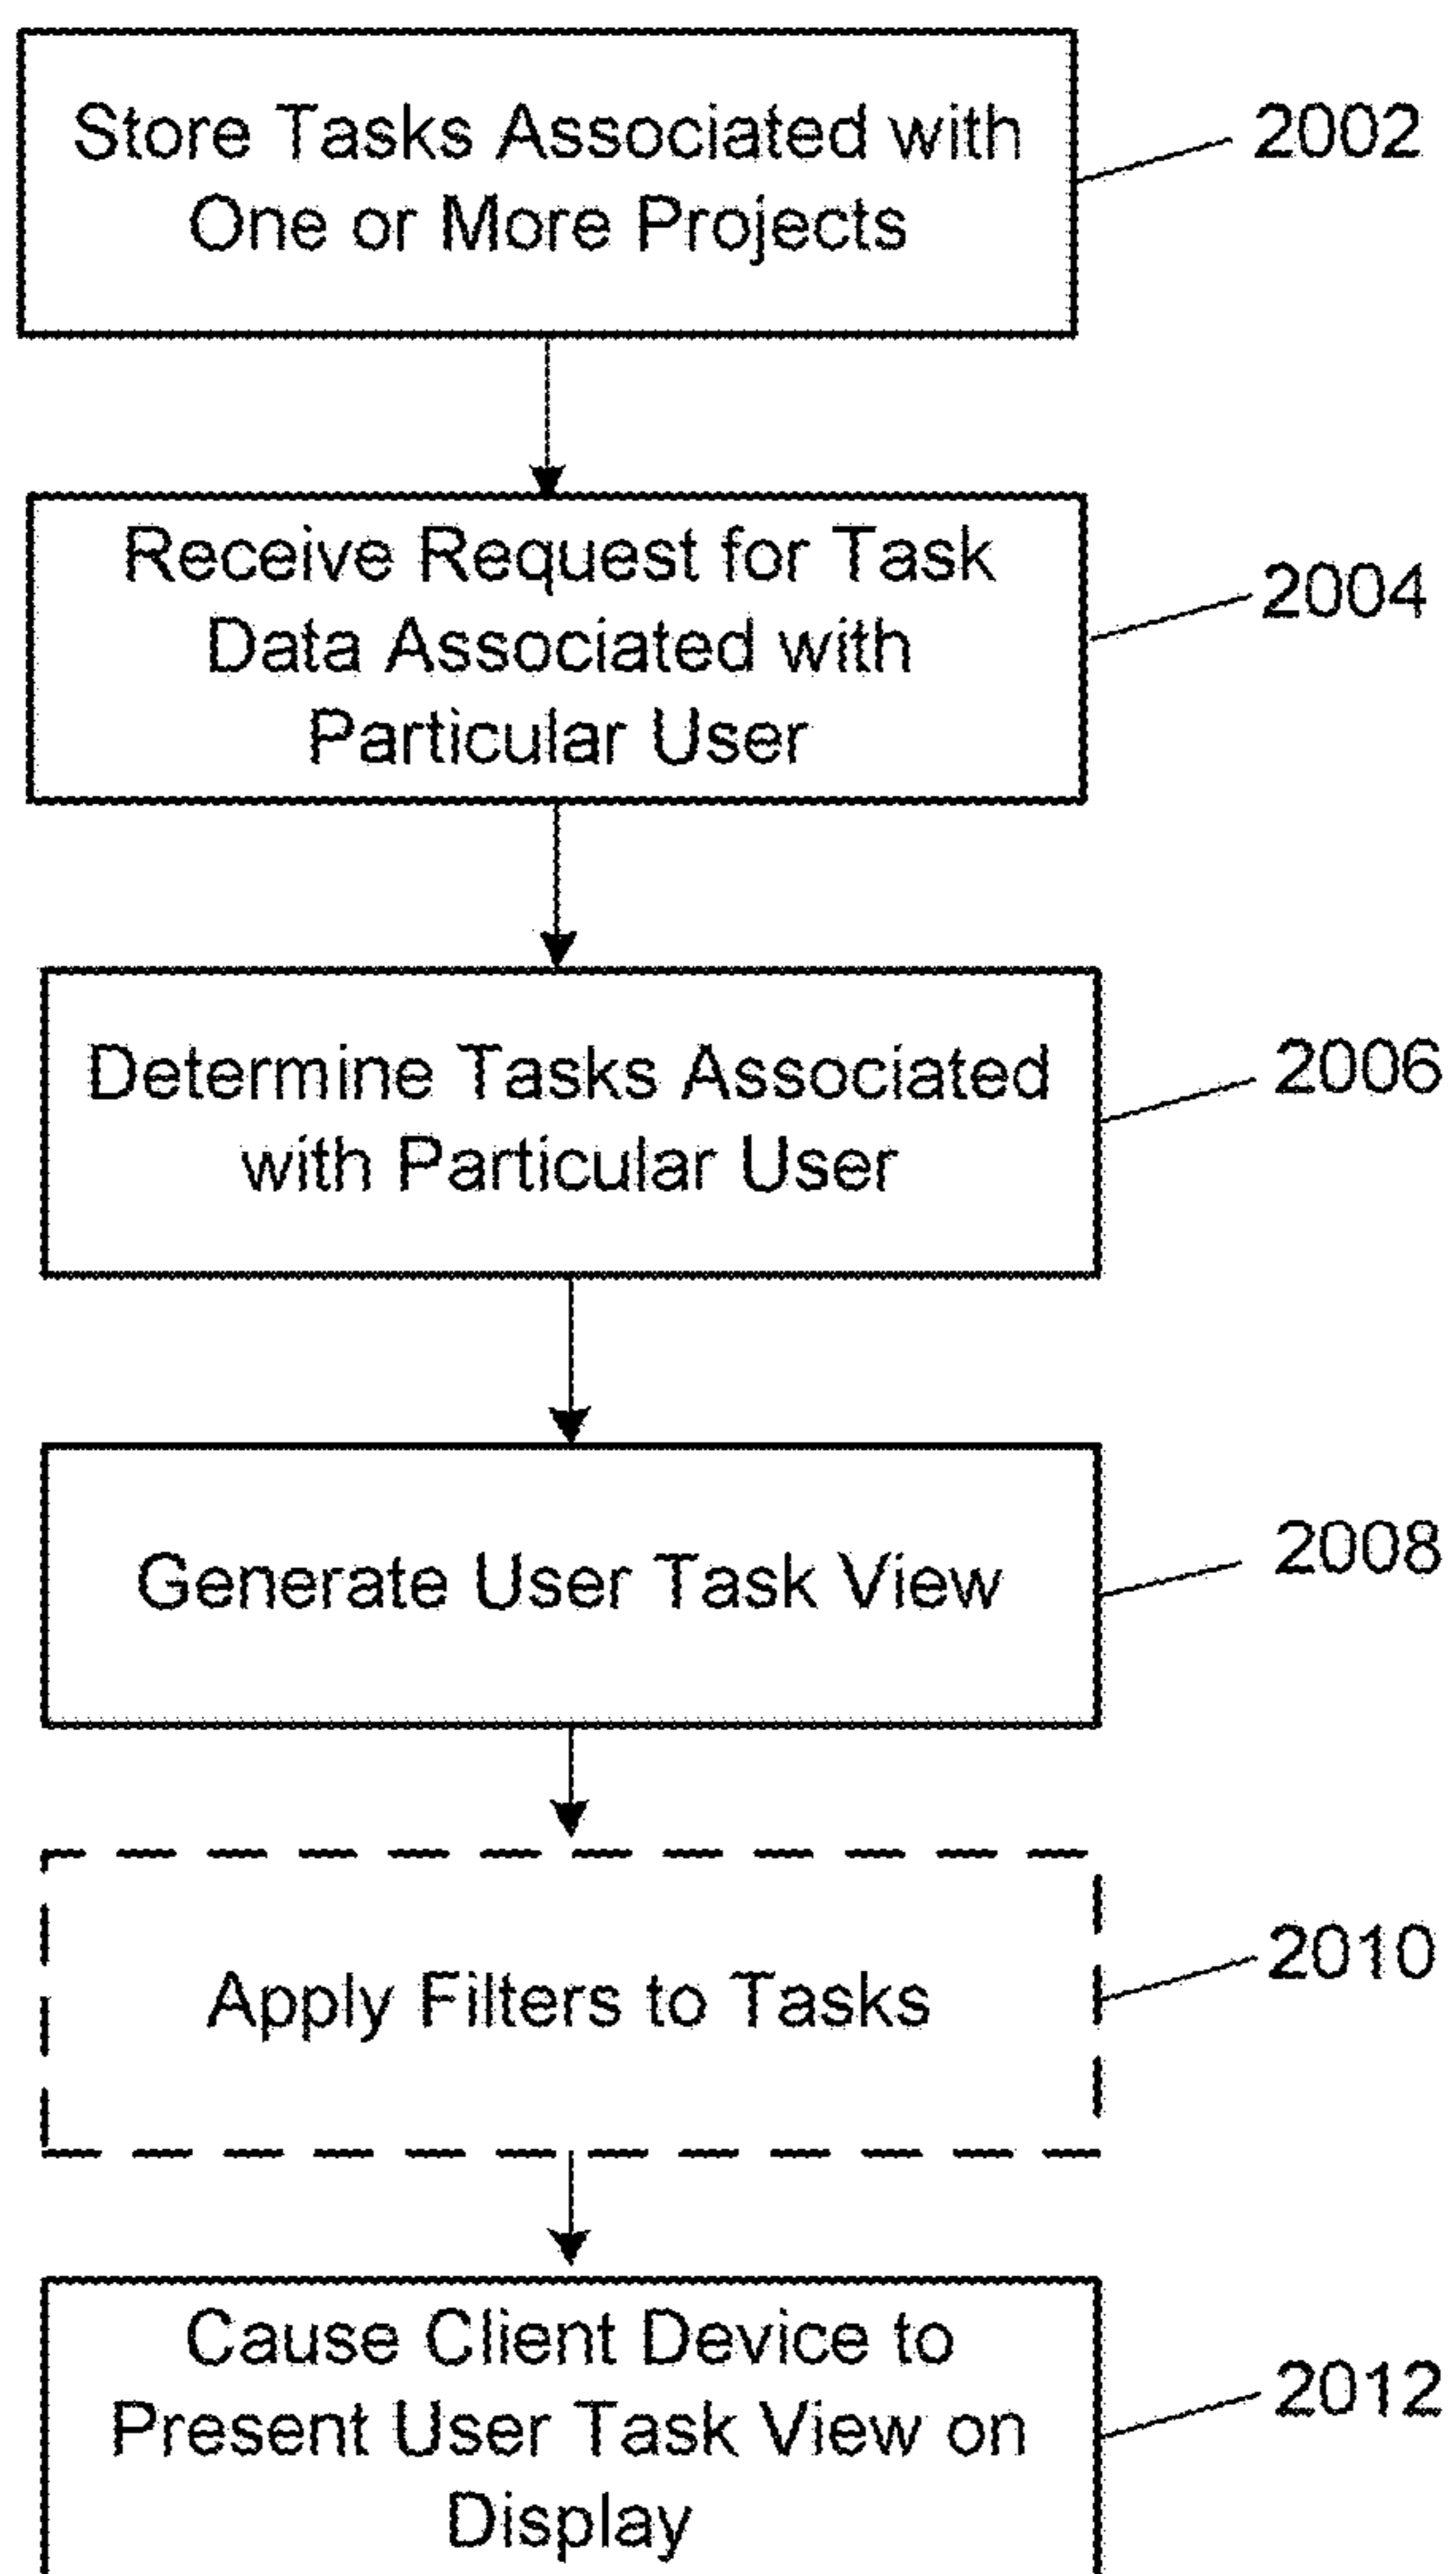 Store Tasks Associated with
One or More Projects
2002
Receive Request for Task
Data Associated with
Particular User
2004
Determine Tasks Associated
with Particular User
2006
Generate User Task View
2008
Apply Filters to Tasks
2010
Cause Client Device to
Present User Task View on
Display
2012